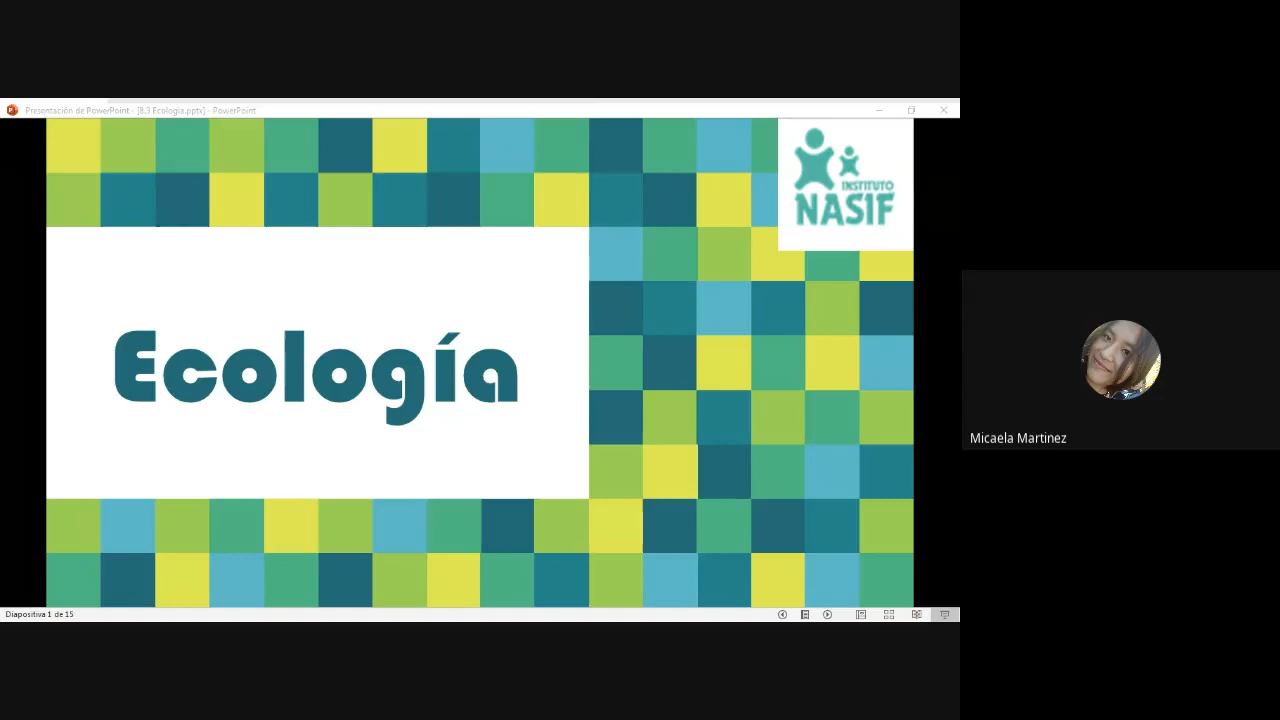 Presentación de PowerPoint - [8.3 Ecologia.pptx] - PowerPoint
INSTITUTO
NASIF
Ecología
Micaela Martinez
Diapositiva 1 de 15